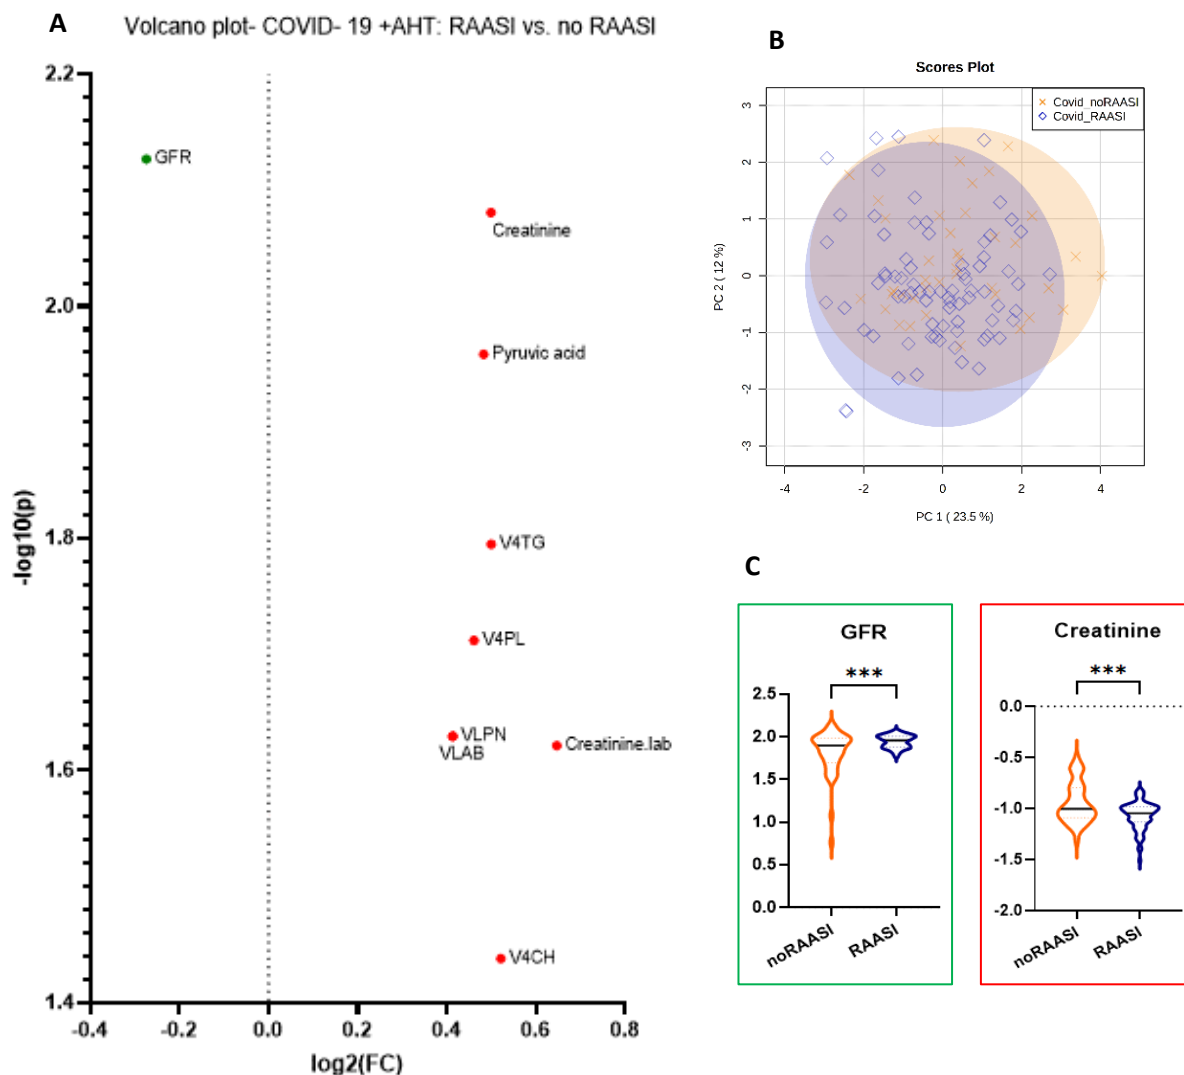 A
Volcano plot- COVID- 19 +AHT: RAASI vs. no RAASI
2.2
2.0
1.8
1.6
1.4
-log10(p)
GFR
Creatinine
Pyruvic acid
V4TG
V4PL
VLPN
VLAB
Creatinine.lab
V4CH
-0.4 -0.2 0.0 0.2 0.4 0.6 0.8
log2(FC)
B
Scores Plot
Covid_noRAASI
Covid_RAASI
3
2
1
0
-1
-2
-3
PC 2 ( 12 %)
-4 -2 0 2 4
PC 1 ( 23.5 %)
C
GFR
***
2.5
2.0
1.5
1.0
0.5
0.0
noRAASI RAASI
Creatinine
***
0.0
-0.5
-1.0
-1.5
-2.0
noRAASI RAASI